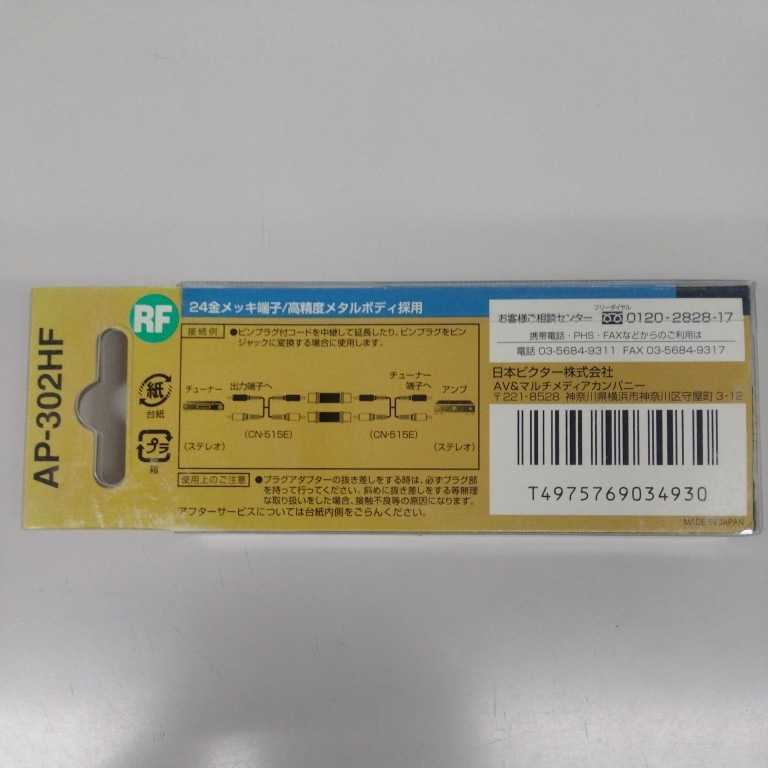 AP-302HF
RF
紙
台紙
プラ
箱
24金メッキ端子/高精度メタルボディ採用
接続例
●ピンプラグ付コードを中継して延長したり、ピンプラグをピン
ジャックに変換する場合に使用します。
チューナー
出力端子へ
チューナー
端子へ
アンプ
(CN-515E)
(CN-515E)
(ステレオ)
(ステレオ)
使用上のご注意
●プラグアダプターの抜き差しをする時は、必ずプラグ部
を持って行ってください。斜めに抜き差しをする等無理
な取り扱いをした場合、接触不良等の原因になります。
アフターサービスについては台紙内側をごらんください。
フリーダイヤル
お客様ご相談センター 0120-2828-17
携帯電話・PHS・FAXなどからのご利用は
電話 03-5684-9311 FAX 03-5684-9317
日本ビクター株式会社
AV&マルチメディアカンパニー
〒221-8528 神奈川県横浜市神奈川区守屋町 3-12
T4975769034930
MADE IN JAPAN